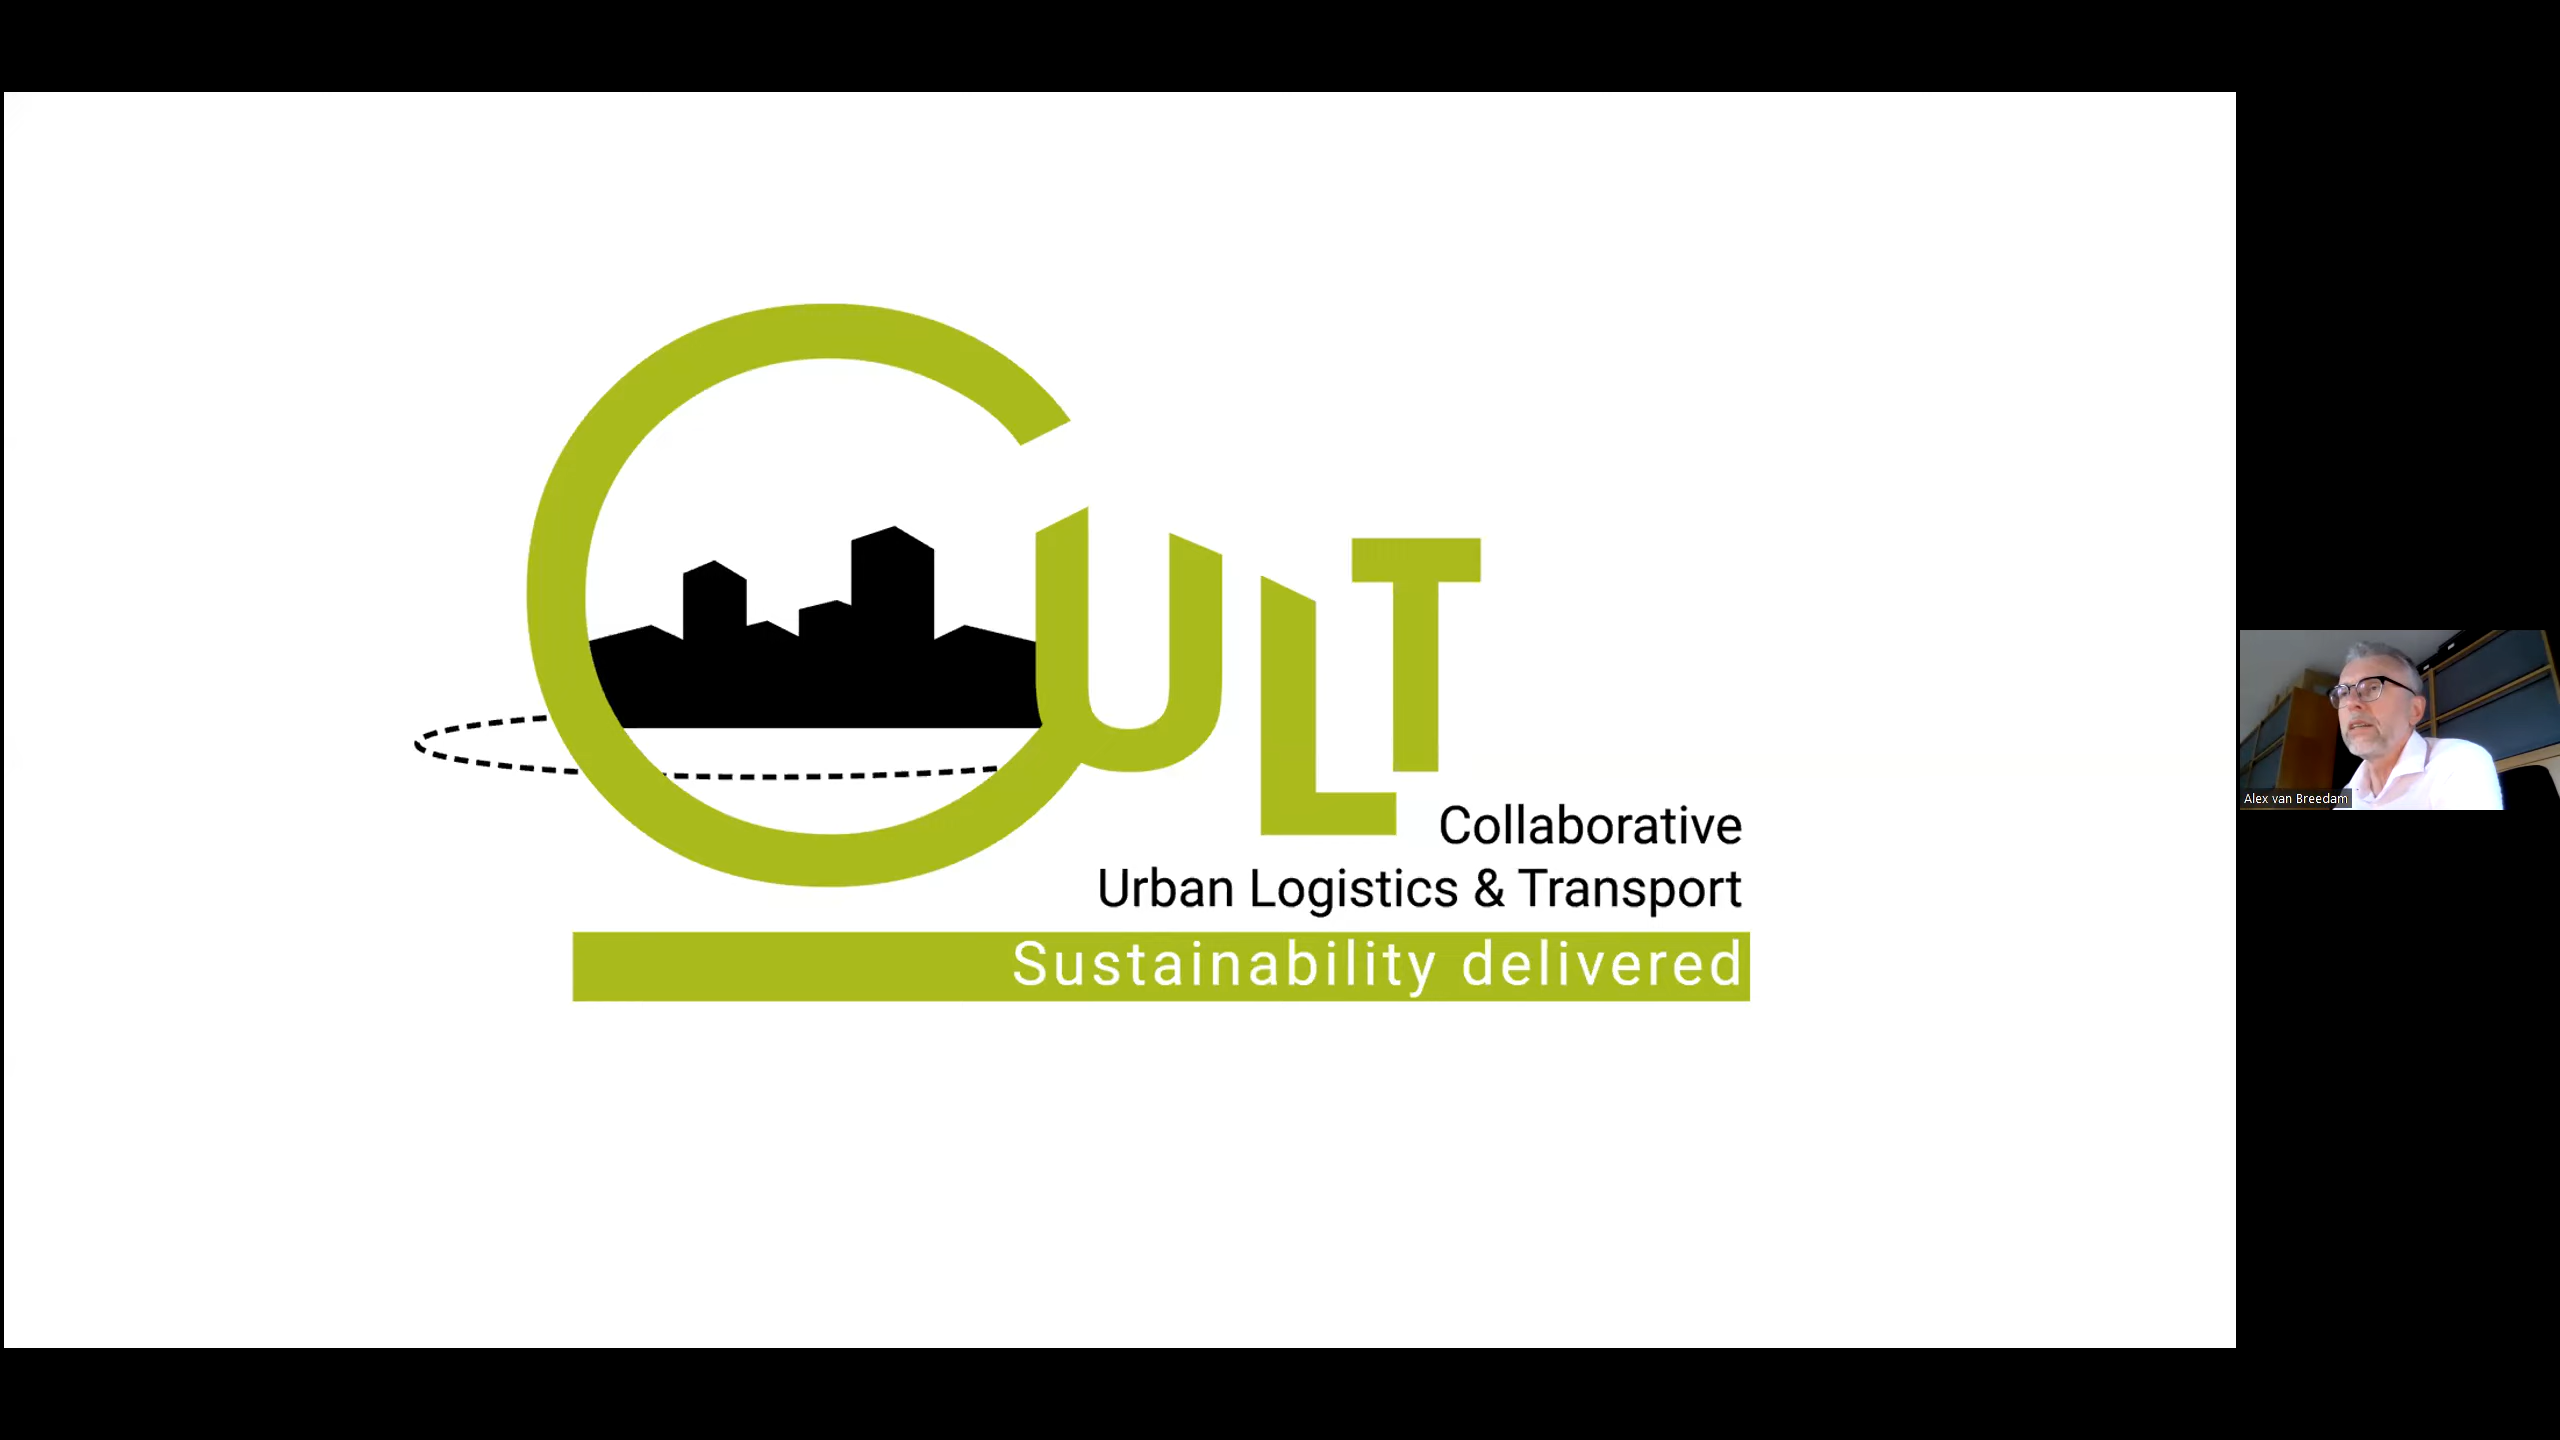 CULT
Collaborative
Urban Logistics & Transport
Sustainability delivered
Alex van Breedam